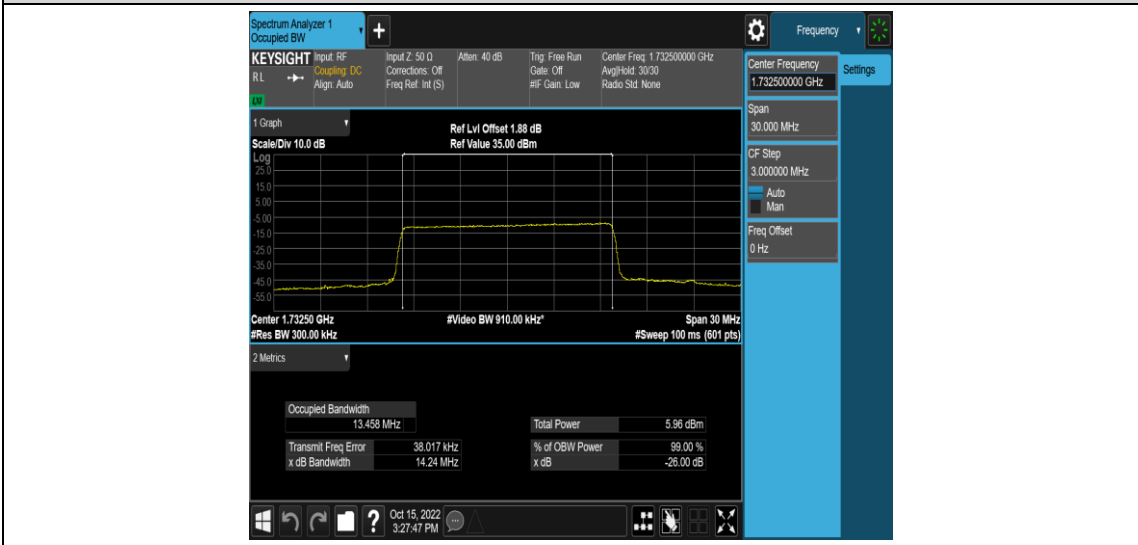 Spectrum Analyzer 1
Occupied BW
+
Frequency
KEYSIGHT
RL
LXI
Input: RF
Coupling: DC
Align: Auto
Input Z: 50 Ω
Corrections: Off
Freq Ref: Int (S)
Atten: 40 dB
Trig: Free Run
Gate: Off
#IF Gain: Low
Center Freq: 1.732500000 GHz
Avg|Hold: 30/30
Radio Std: None
Center Frequency
1.732500000 GHz
Settings
Span
30.000 MHz
CF Step
3.000000 MHz
Auto
Man
Freq Offset
0 Hz
1 Graph
Scale/Div 10.0 dB
Ref Lvl Offset 1.88 dB
Ref Value 35.00 dBm
Log
25.0
15.0
5.00
-5.00
-15.0
-25.0
-35.0
-45.0
-55.0
Center 1.73250 GHz
#Res BW 300.00 kHz
#Video BW 910.00 kHz*
Span 30 MHz
#Sweep 100 ms (601 pts)
2 Metrics
Occupied Bandwidth
13.458 MHz
Total Power 5.96 dBm
Transmit Freq Error 38.017 kHz
% of OBW Power 99.00 %
x dB Bandwidth 14.24 MHz
x dB -26.00 dB
?
Oct 15, 2022
3:27:47 PM